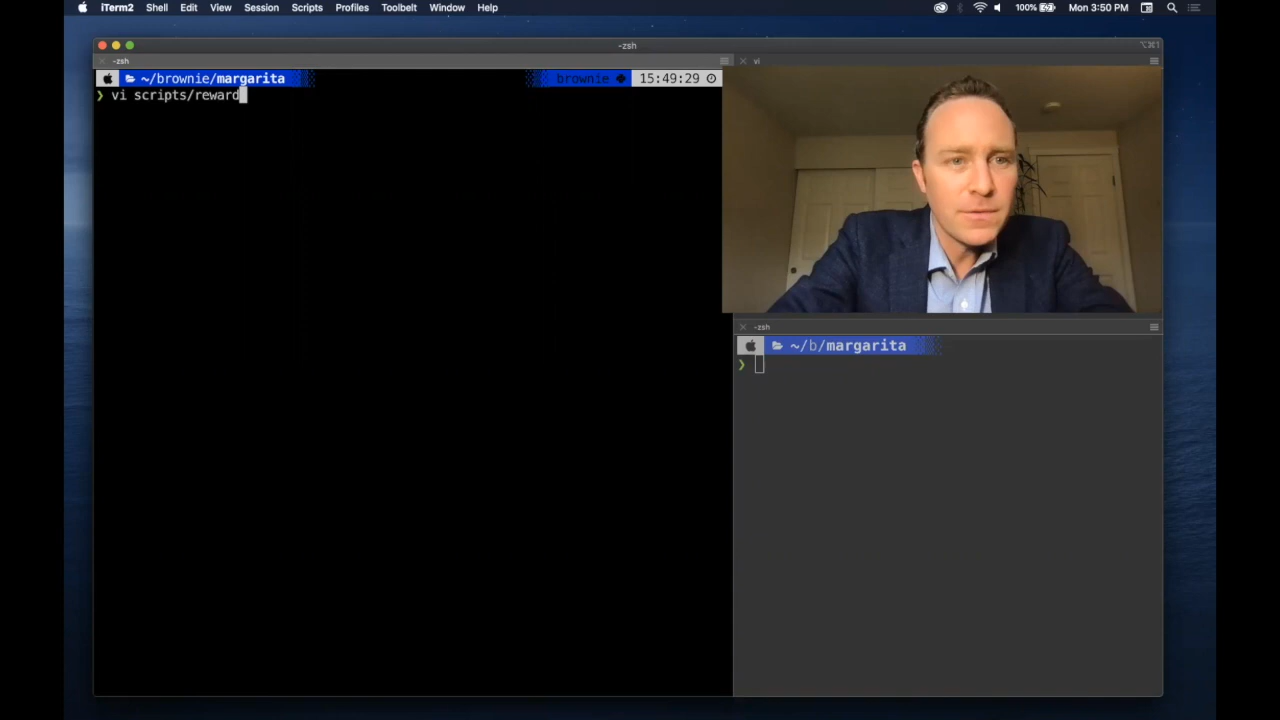 iTerm2 Shell Edit View Session Scripts Profiles Toolbelt Window Help 100% Mon 3:50 PM
-zsh ⌥⌘1
-zsh
~/brownie/margarita brownie 15:49:29
❯ vi scripts/reward
vi
-zsh
~/b/margarita
❯